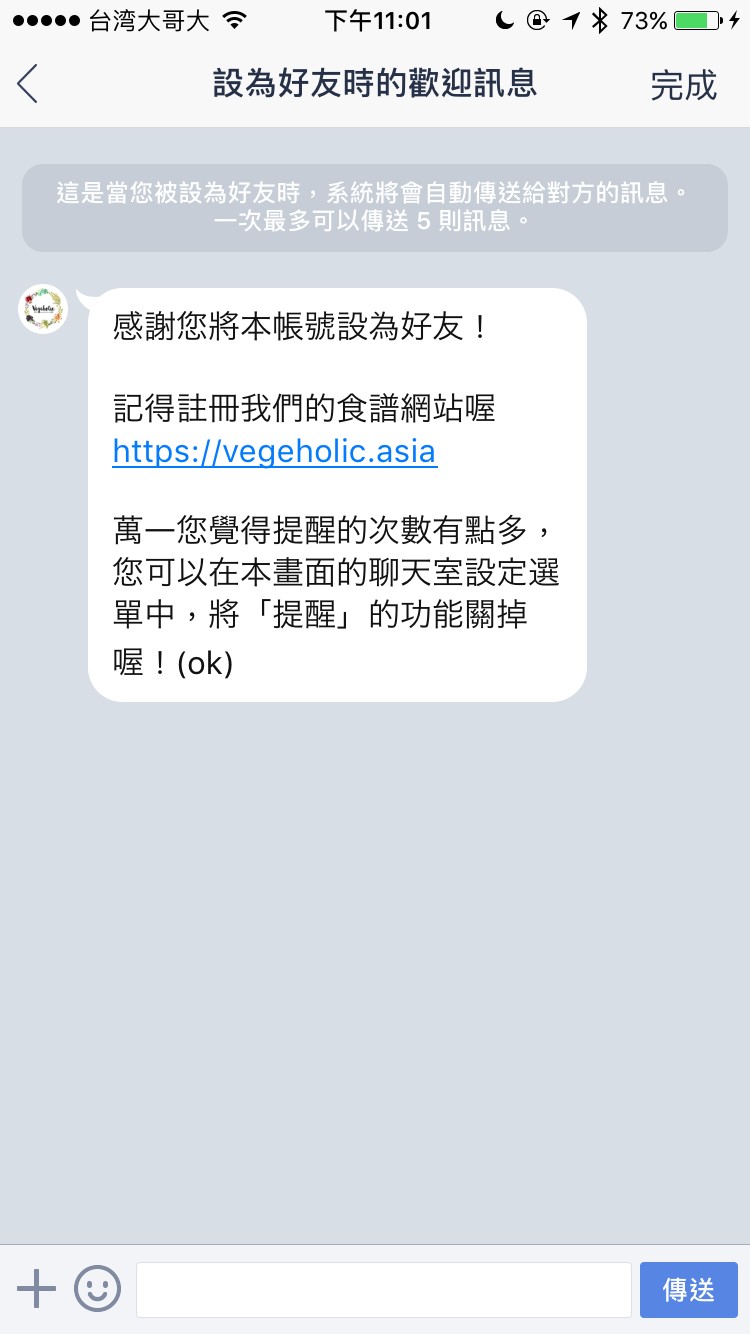 台湾大哥大 下午11:01 73%
設為好友時的歡迎訊息 完成
這是當您被設為好友時，系統將會自動傳送給對方的訊息。
一次最多可以傳送 5 則訊息。
Vegeholic
感謝您將本帳號設為好友！
記得註冊我們的食譜網站喔
https://vegeholic.asia
萬一您覺得提醒的次數有點多，
您可以在本畫面的聊天室設定選
單中，將「提醒」的功能關掉
喔！(ok)
傳送